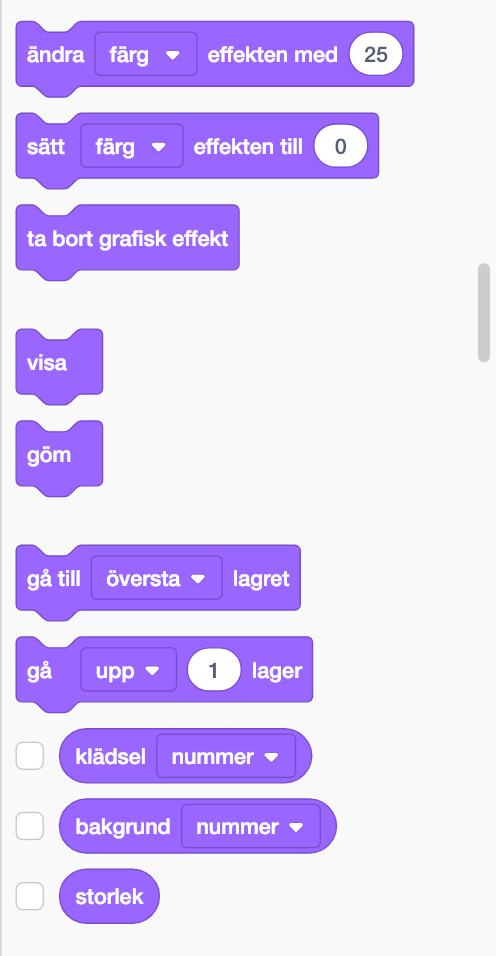 ändra färg effekten med 25
sätt färg effekten till 0
ta bort grafisk effekt
visa
göm
gå till översta lagret
gå upp 1 lager
klädsel nummer
bakgrund nummer
storlek